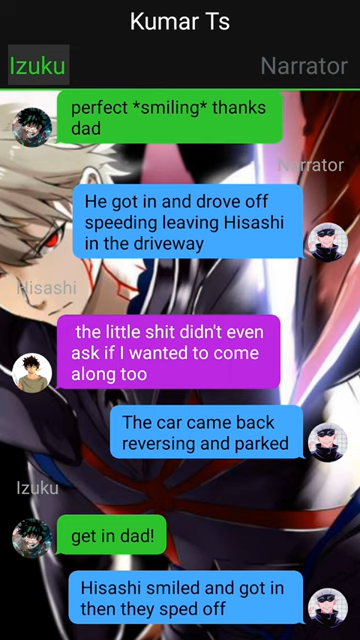 Kumar Ts
Izuku
Narrator
perfect *smiling* thanks
dad
Narrator
He got in and drove off
speeding leaving Hisashi
in the driveway
Hisashi
the little shit didn't even
ask if I wanted to come
along too
The car came back
reversing and parked
Izuku
get in dad!
Hisashi smiled and got in
then they sped off